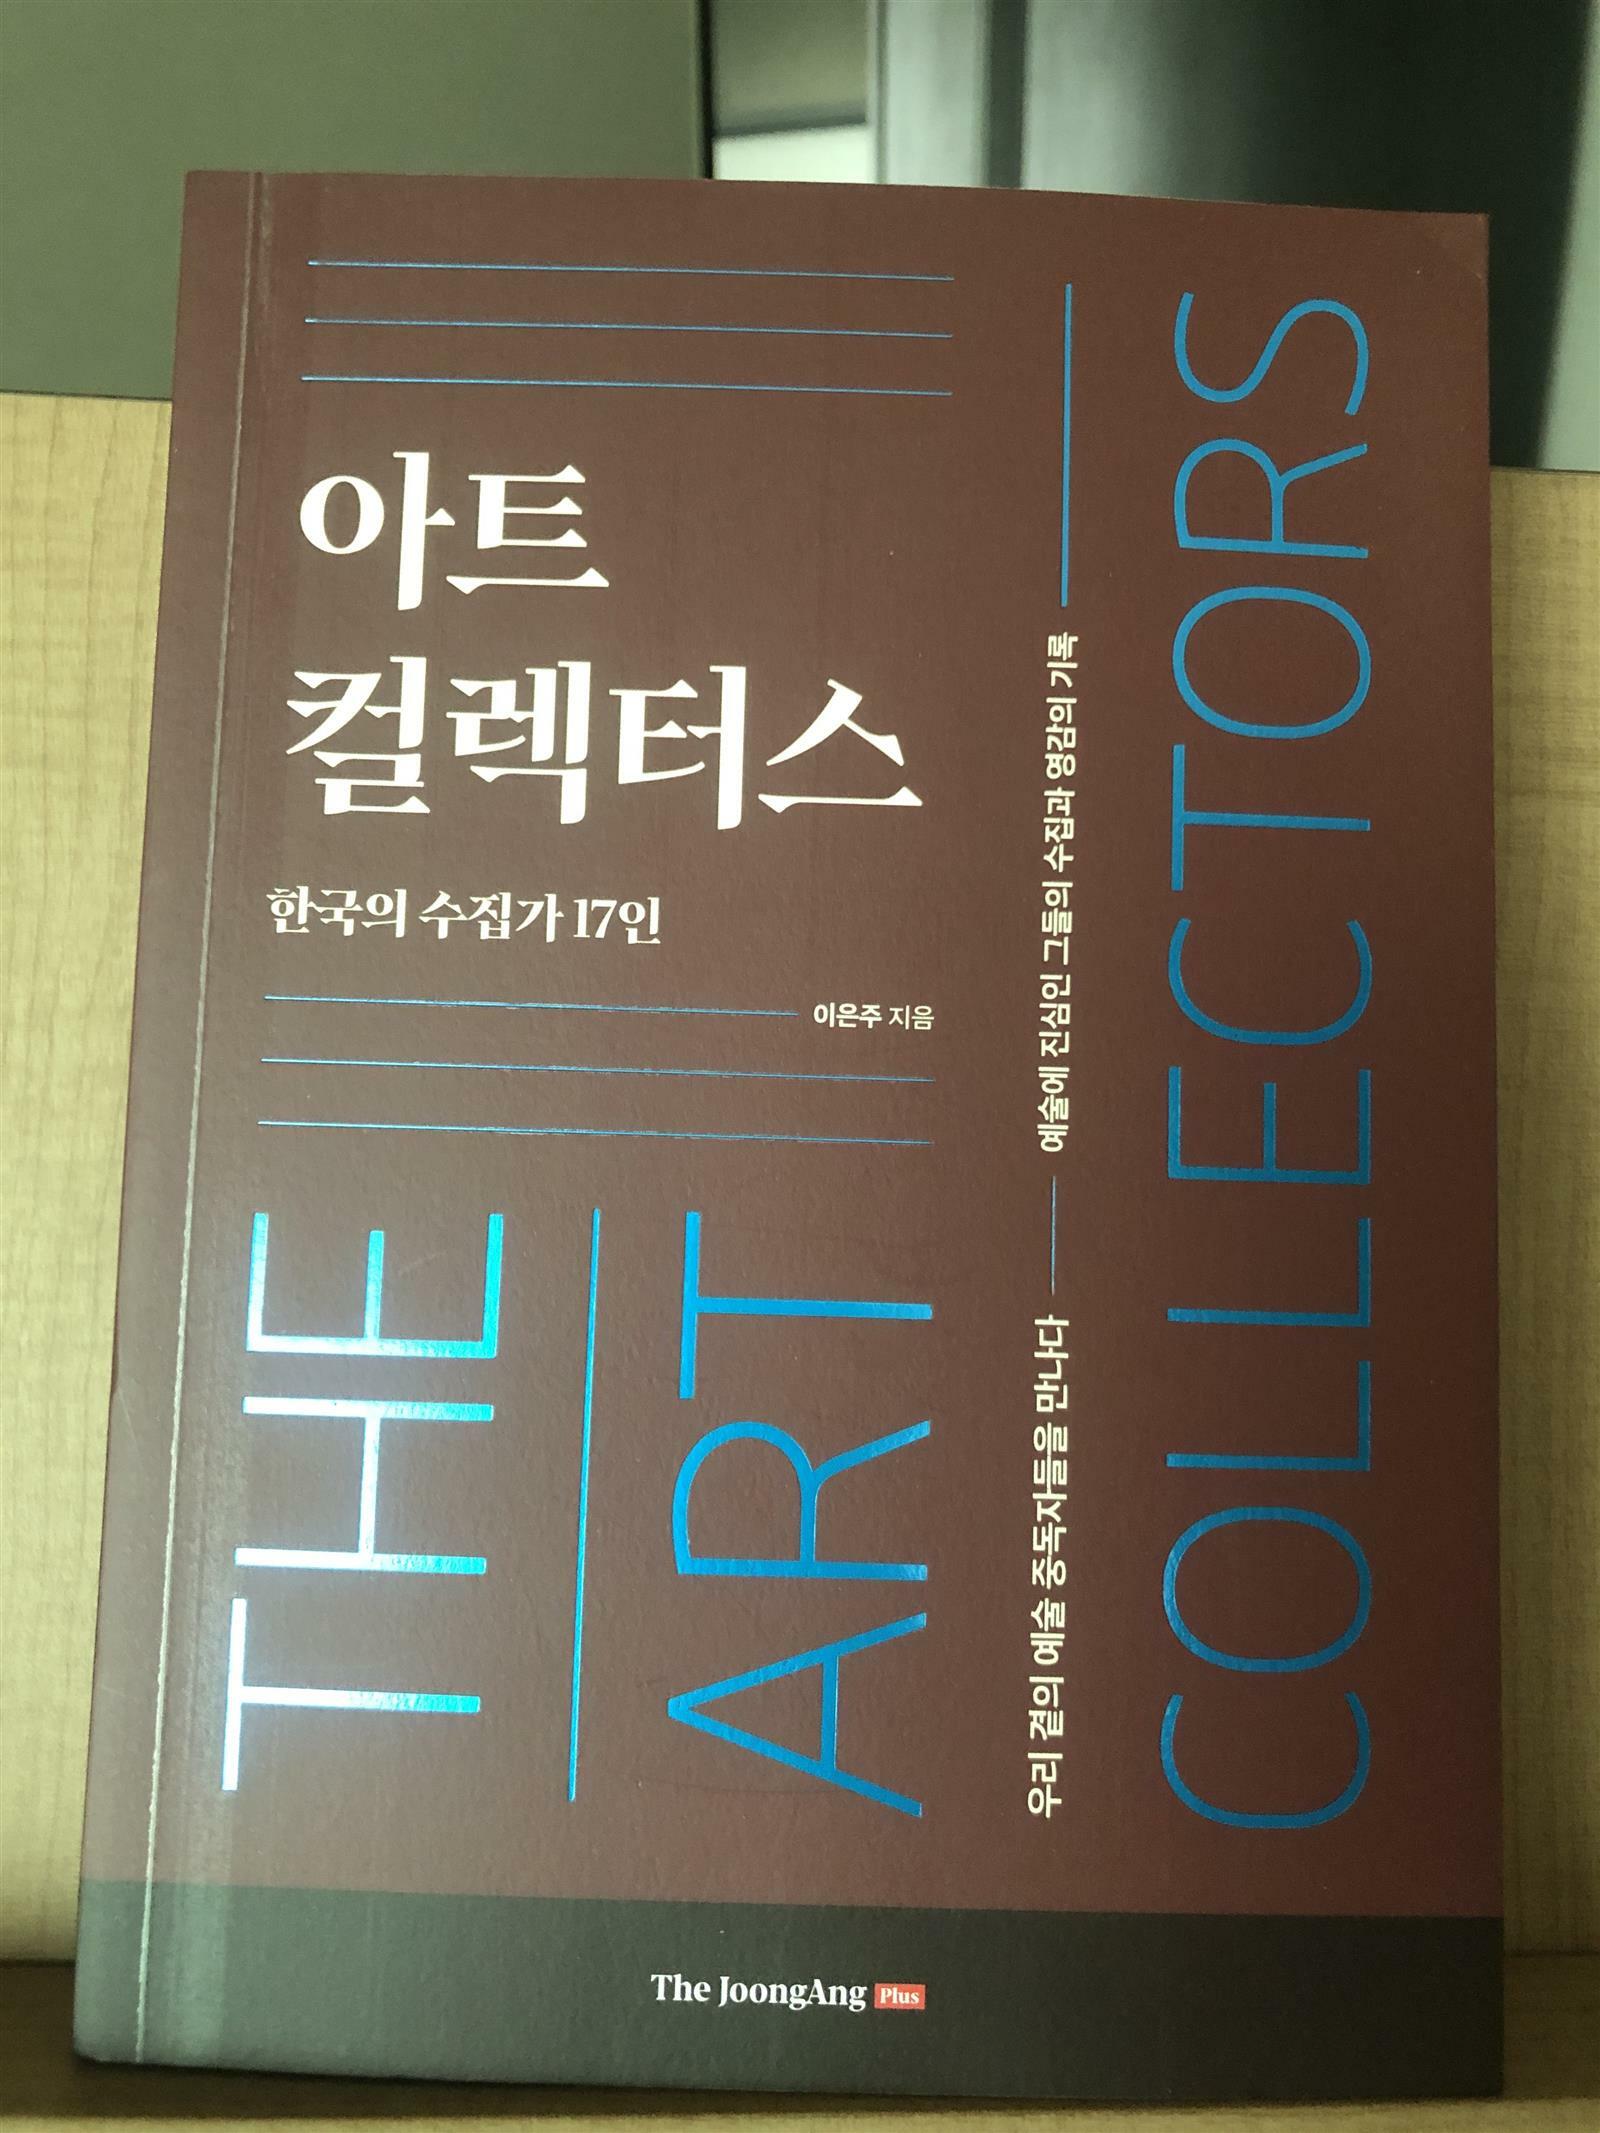 아트
컬렉터스
한국의 수집가 17인
이은주 지음
THE
ART
우리 곁의 예술 중독자들을 만나다
예술에 진심인 그들의 수집과 영감의 기록
COLLECTORS
The JoongAng Plus